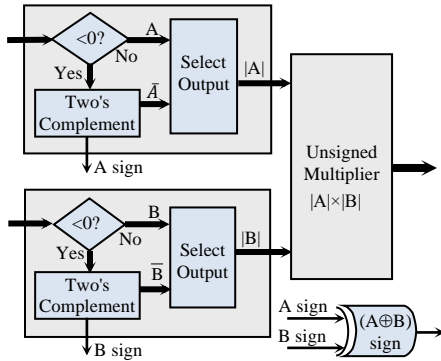 <0?
A
Yes
No
Select
Output
|A|
Two's
Complement
A̅
A sign
Unsigned
Multiplier
|A|×|B|
<0?
B
Yes
No
Select
Output
|B|
Two's
Complement
B̅
B sign
A sign
B sign
(A⊕B)
sign